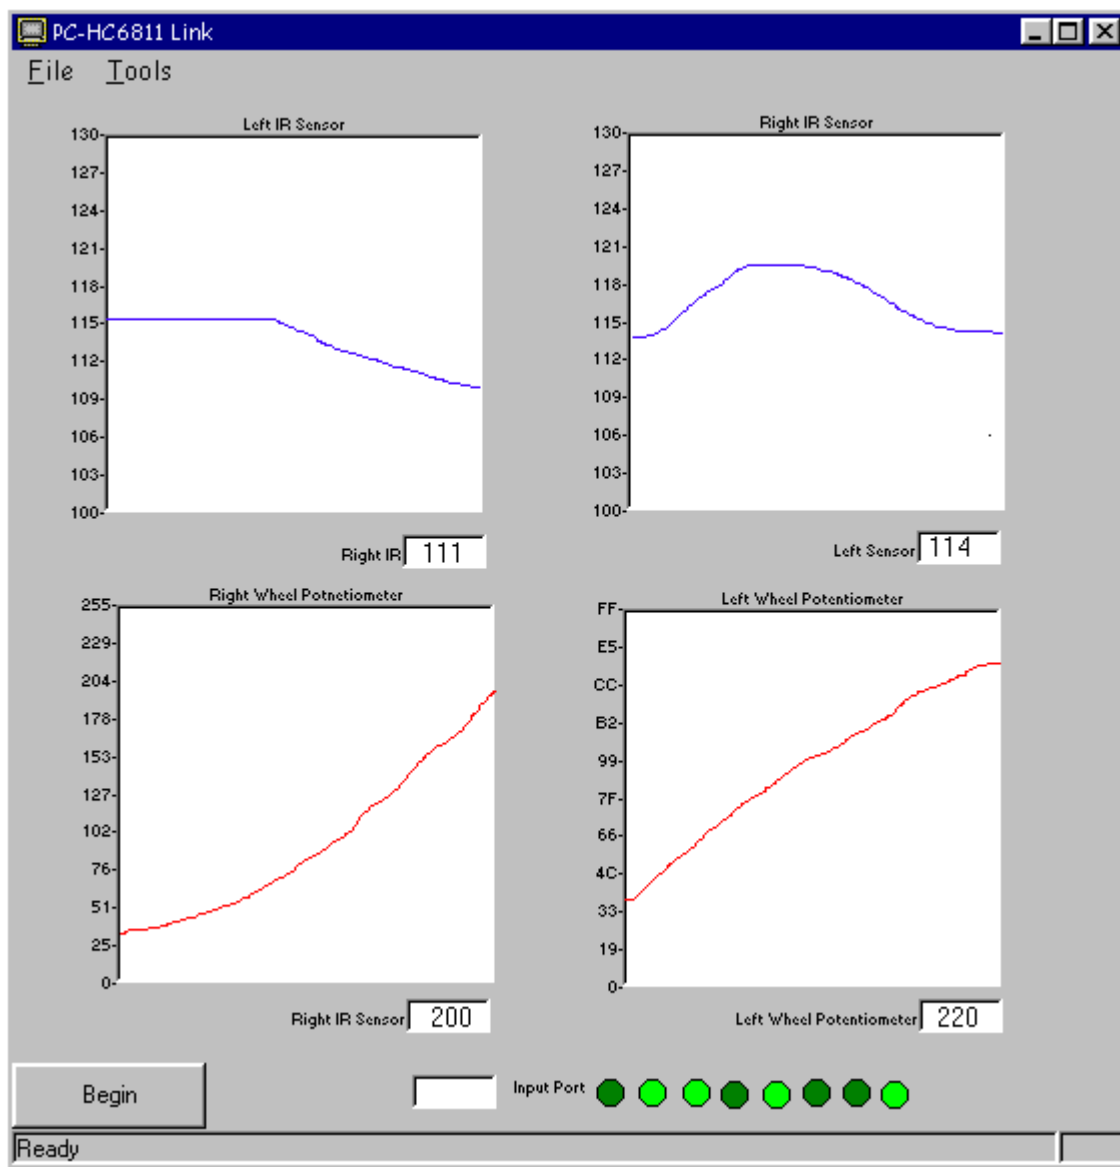 PC-HC6811 Link
File Tools
Left IR Sensor
130
127
124
121
118
115
112
109
106
103
100
Right IR 111
Right IR Sensor
130
127
124
121
118
115
112
109
106
103
100
Left Sensor 114
Right Wheel Potnetiometer
255
229
204
178
153
127
102
76
51
25
0
Right IR Sensor 200
Left Wheel Potentiometer
FF
E5
CC
B2
99
7F
66
4C
33
19
0
Left Wheel Potentiometer 220
Begin
Input Port
Ready